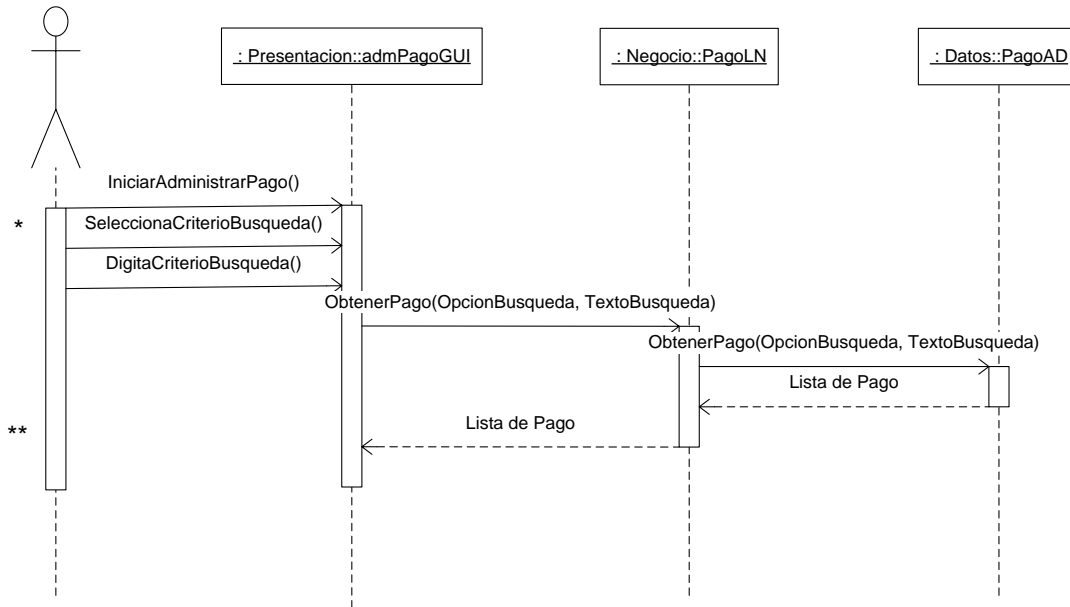 : Presentacion::admPagoGUI
: Negocio::PagoLN
: Datos::PagoAD
IniciarAdministrarPago()
*
SeleccionaCriterioBusqueda()
DigitaCriterioBusqueda()
ObtenerPago(OpcionBusqueda, TextoBusqueda)
ObtenerPago(OpcionBusqueda, TextoBusqueda)
Lista de Pago
Lista de Pago
**